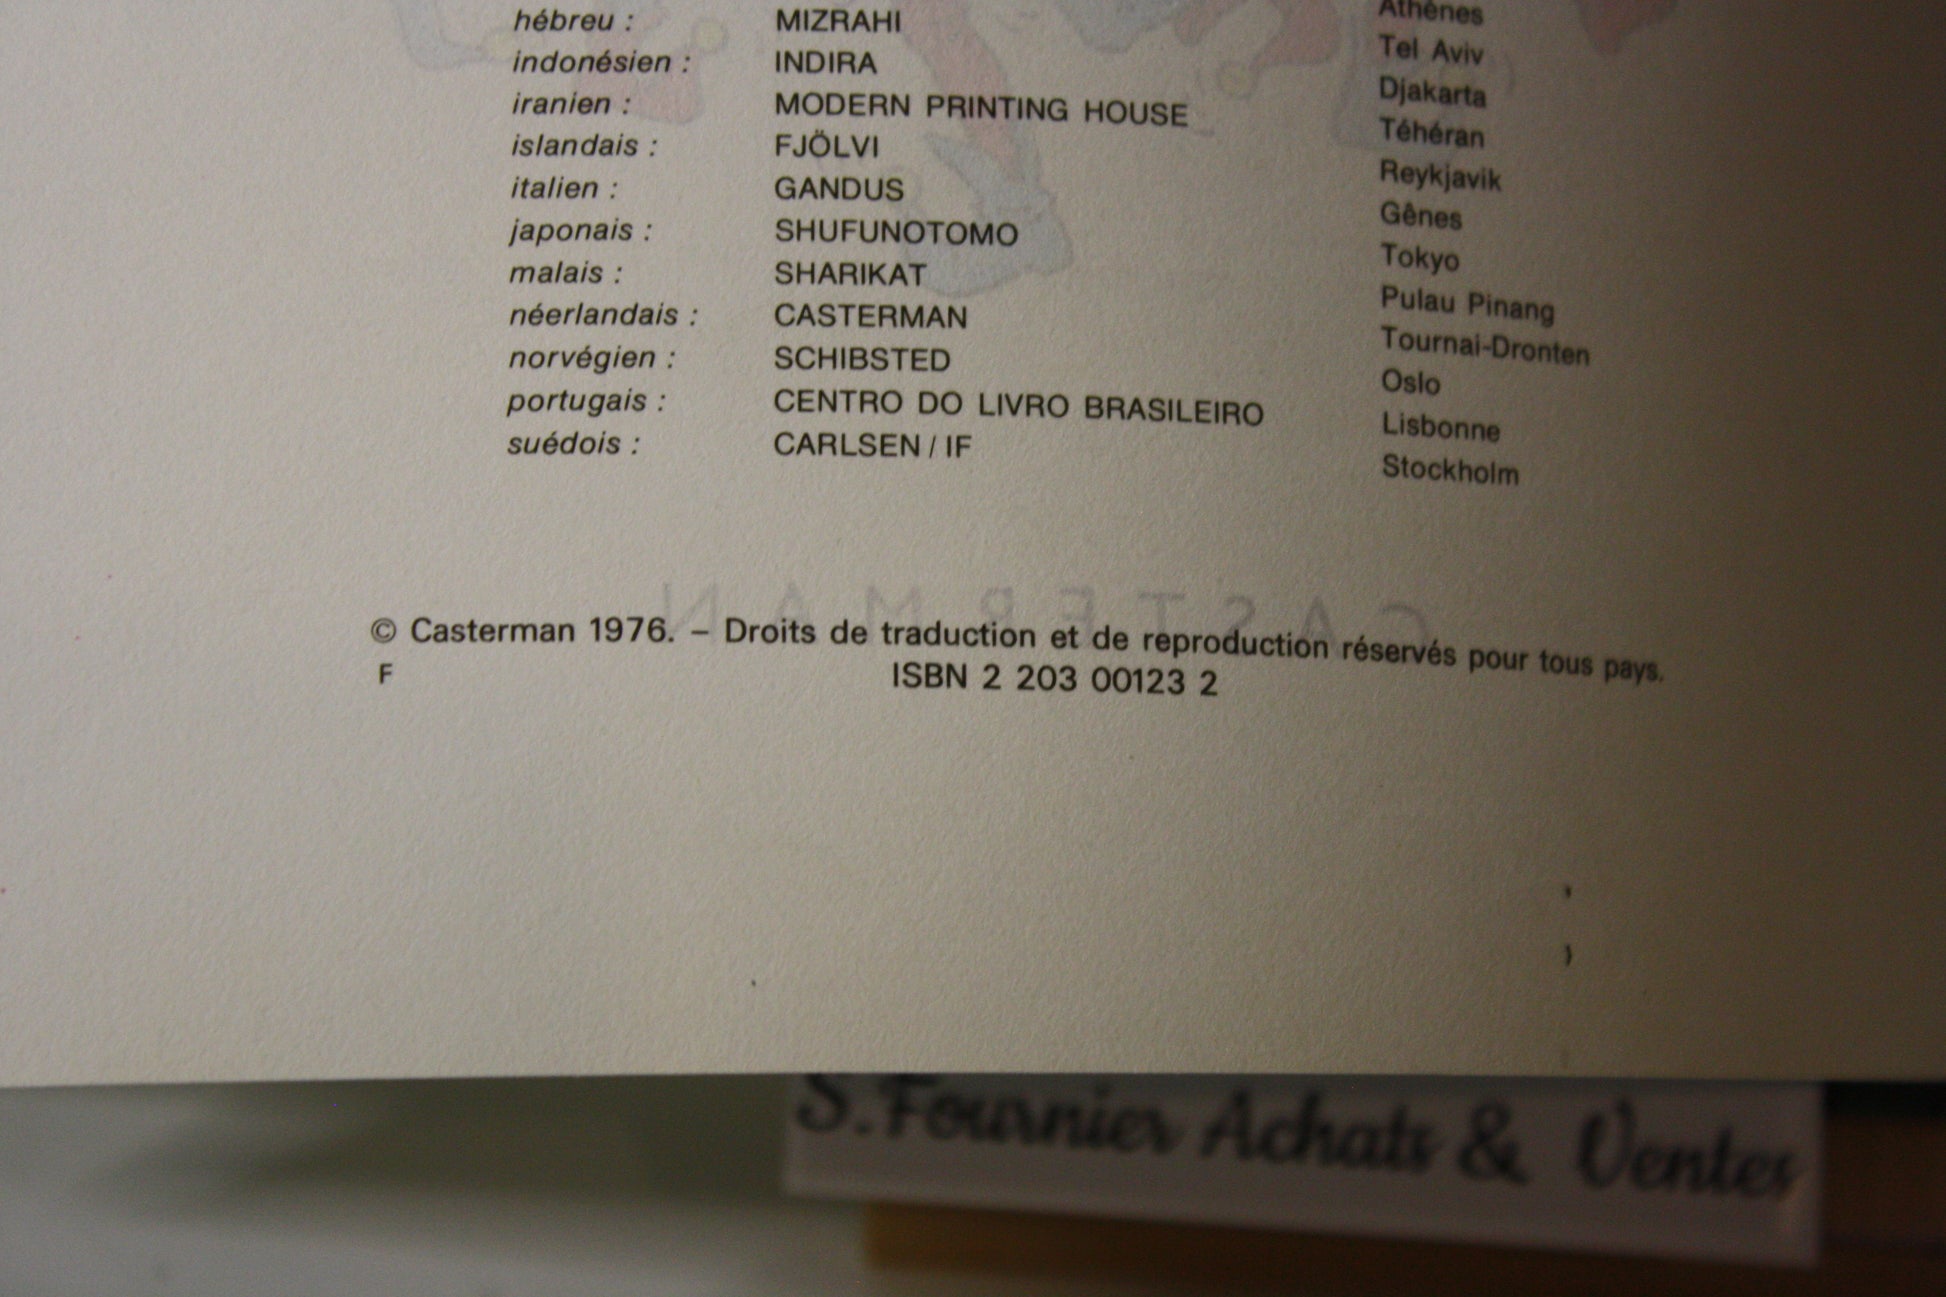 Athènes
hébreu : MIZRAHI Tel Aviv
indonésien : INDIRA Djakarta
iranien : MODERN PRINTING HOUSE Téhéran
islandais : FJÖLVI Reykjavik
italien : GANDUS Gênes
japonais : SHUFUNOTOMO Tokyo
malais : SHARIKAT Pulau Pinang
néerlandais : CASTERMAN Tournai-Dronten
norvégien : SCHIBSTED Oslo
portugais : CENTRO DO LIVRO BRASILEIRO Lisbonne
suédois : CARLSEN / IF Stockholm
CASTERMAN
© Casterman 1976. – Droits de traduction et de reproduction réservés pour tous pays.
F ISBN 2 203 00123 2
S.Fournier Achats & Ventes